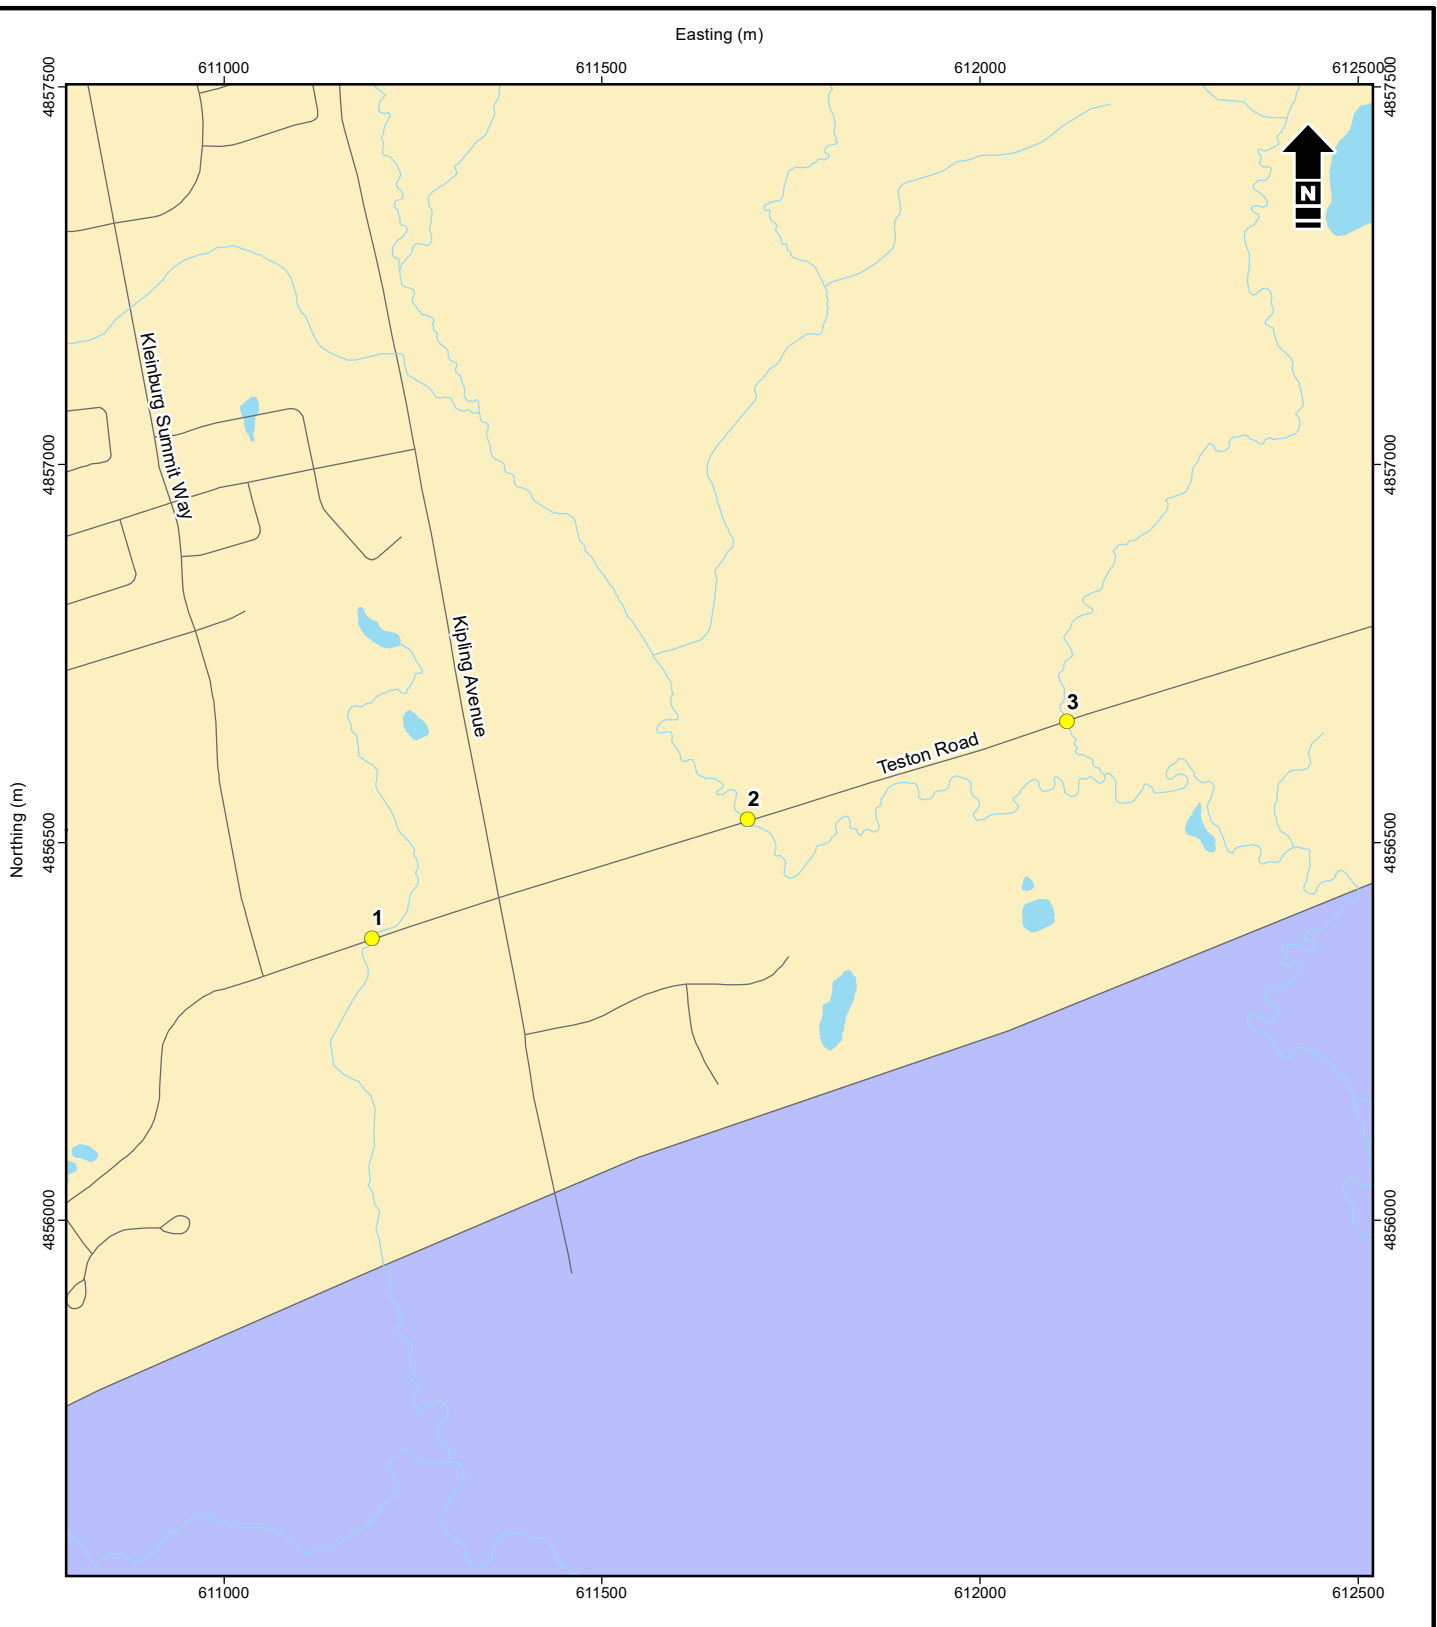 Easting (m)
611000 611500 612000 612500
4857500 4857500
N
Kleinburg Summit Way
4857000 4857000
Kipling Avenue
3
Teston Road
2
Northing (m)
4856500 4856500
1
4856000 4856000
611000 611500 612000 612500